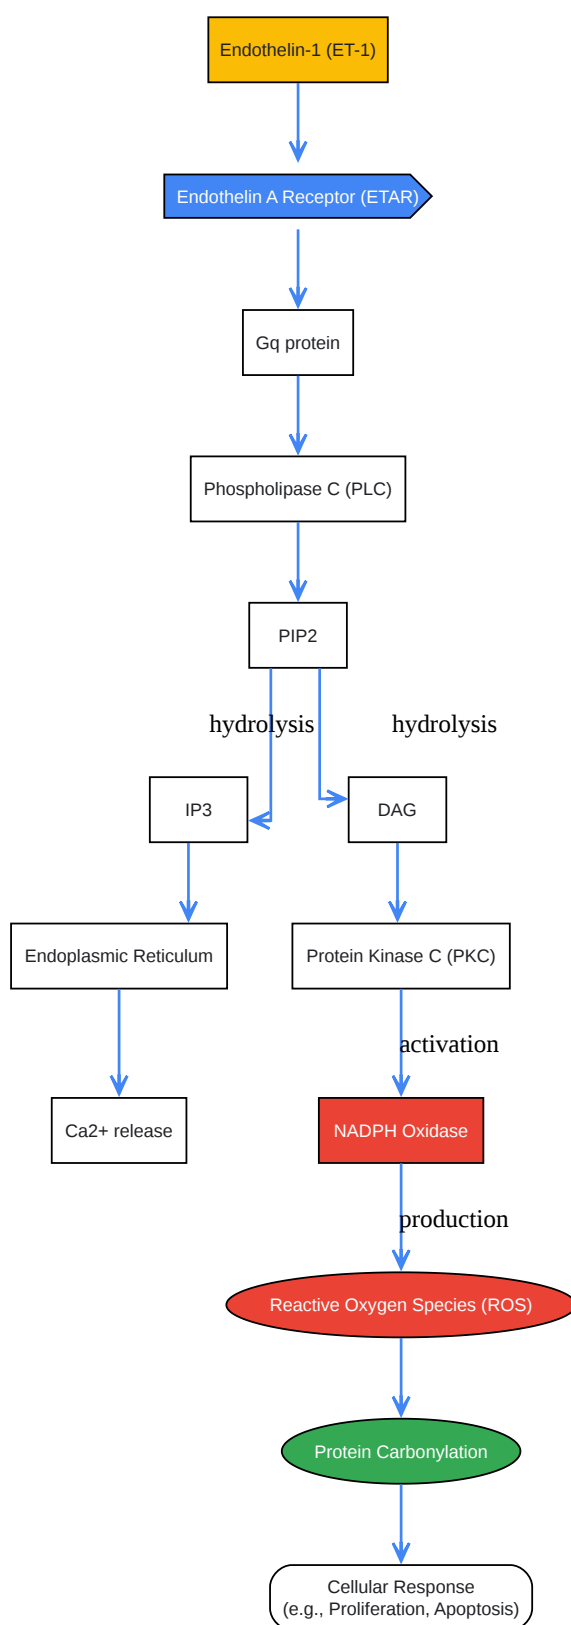 Endothelin-1 (ET-1)
Endothelin A Receptor (ETAR)
Gq protein
Phospholipase C (PLC)
PIP2
hydrolysis
hydrolysis
IP3
DAG
Endoplasmic Reticulum
Protein Kinase C (PKC)
activation
Ca2+ release
NADPH Oxidase
production
Reactive Oxygen Species (ROS)
Protein Carbonylation
Cellular Response
(e.g., Proliferation, Apoptosis)